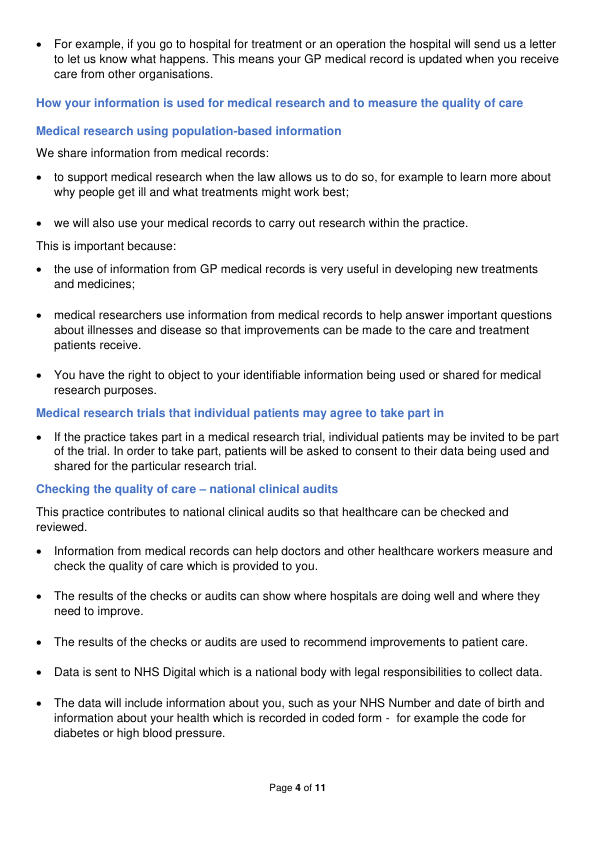 • For example, if you go to hospital for treatment or an operation the hospital will send us a letter
to let us know what happens. This means your GP medical record is updated when you receive
care from other organisations.
How your information is used for medical research and to measure the quality of care
Medical research using population-based information
We share information from medical records:
• to support medical research when the law allows us to do so, for example to learn more about
why people get ill and what treatments might work best;
• we will also use your medical records to carry out research within the practice.
This is important because:
• the use of information from GP medical records is very useful in developing new treatments
and medicines;
• medical researchers use information from medical records to help answer important questions
about illnesses and disease so that improvements can be made to the care and treatment
patients receive.
• You have the right to object to your identifiable information being used or shared for medical
research purposes.
Medical research trials that individual patients may agree to take part in
• If the practice takes part in a medical research trial, individual patients may be invited to be part
of the trial. In order to take part, patients will be asked to consent to their data being used and
shared for the particular research trial.
Checking the quality of care – national clinical audits
This practice contributes to national clinical audits so that healthcare can be checked and
reviewed.
• Information from medical records can help doctors and other healthcare workers measure and
check the quality of care which is provided to you.
• The results of the checks or audits can show where hospitals are doing well and where they
need to improve.
• The results of the checks or audits are used to recommend improvements to patient care.
• Data is sent to NHS Digital which is a national body with legal responsibilities to collect data.
• The data will include information about you, such as your NHS Number and date of birth and
information about your health which is recorded in coded form -  for example the code for
diabetes or high blood pressure.
Page 4 of 11